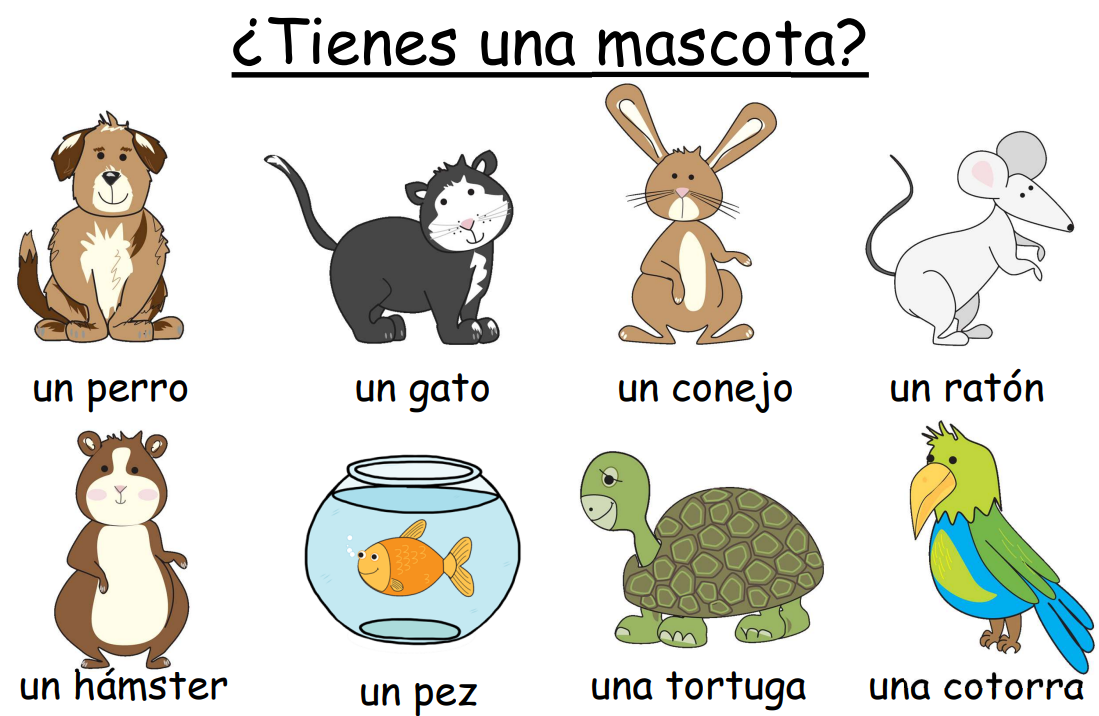 ¿Tienes una mascota?
un perro
un gato
un conejo
un ratón
un hámster
un pez
una tortuga
una cotorra